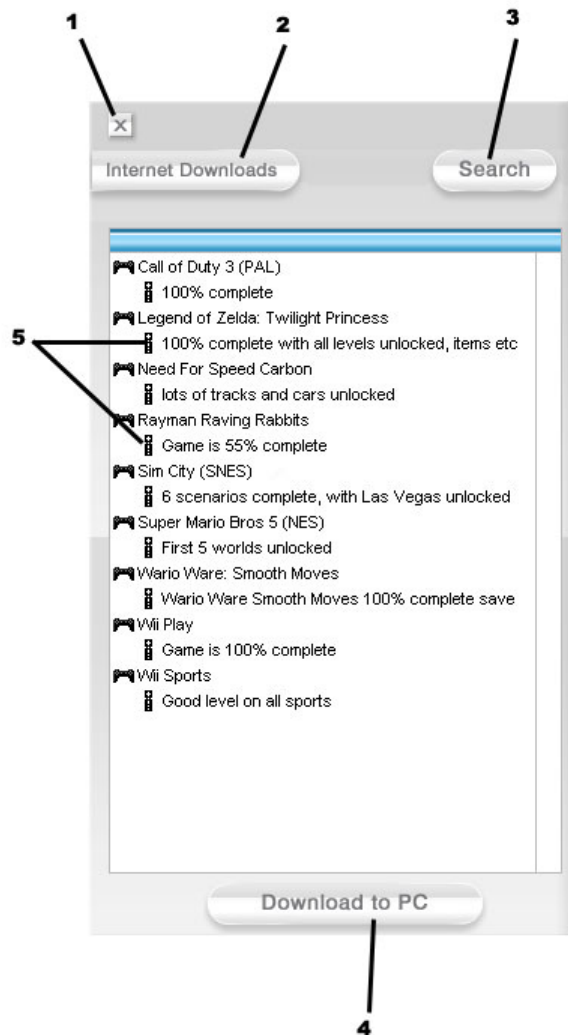 1
2
3
X
Internet Downloads
Search
Call of Duty 3 (PAL)
100% complete
Legend of Zelda: Twilight Princess
5
100% complete with all levels unlocked, items etc
Need For Speed Carbon
lots of tracks and cars unlocked
Rayman Raving Rabbits
Game is 55% complete
Sim City (SNES)
6 scenarios complete, with Las Vegas unlocked
Super Mario Bros 5 (NES)
First 5 worlds unlocked
Wario Ware: Smooth Moves
Wario Ware Smooth Moves 100% complete save
Wii Play
Game is 100% complete
Wii Sports
Good level on all sports
Download to PC
4